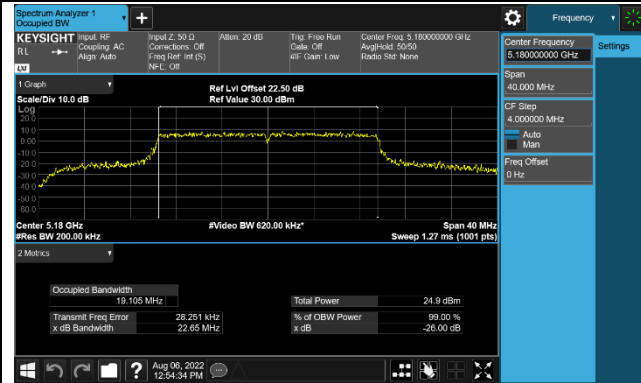 Spectrum Analyzer 1
Occupied BW
Frequency
KEYSIGHT
RL
LXI
Input: RF
Coupling: AC
Align: Auto
Input Z: 50 Ω
Corrections: Off
Freq Ref: Int (S)
NFE: Off
Atten: 20 dB
Trig: Free Run
Gate: Off
#IF Gain: Low
Center Freq: 5.180000000 GHz
Avg|Hold: 50/50
Radio Std: None
Center Frequency
5.180000000 GHz
Settings
Span
40.000 MHz
CF Step
4.000000 MHz
Auto
Man
Freq Offset
0 Hz
1 Graph
Scale/Div 10.0 dB
Ref Lvl Offset 22.50 dB
Ref Value 30.00 dBm
Log
20.0
10.0
0.00
-10.0
-20.0
-30.0
-40.0
-50.0
-60.0
Center 5.18 GHz
#Res BW 200.00 kHz
#Video BW 620.00 kHz*
Span 40 MHz
Sweep 1.27 ms (1001 pts)
2 Metrics
Occupied Bandwidth
19.105 MHz
Total Power 24.9 dBm
Transmit Freq Error 28.251 kHz
% of OBW Power 99.00 %
x dB Bandwidth 22.65 MHz
x dB -26.00 dB
?
Aug 06, 2022
12:54:34 PM